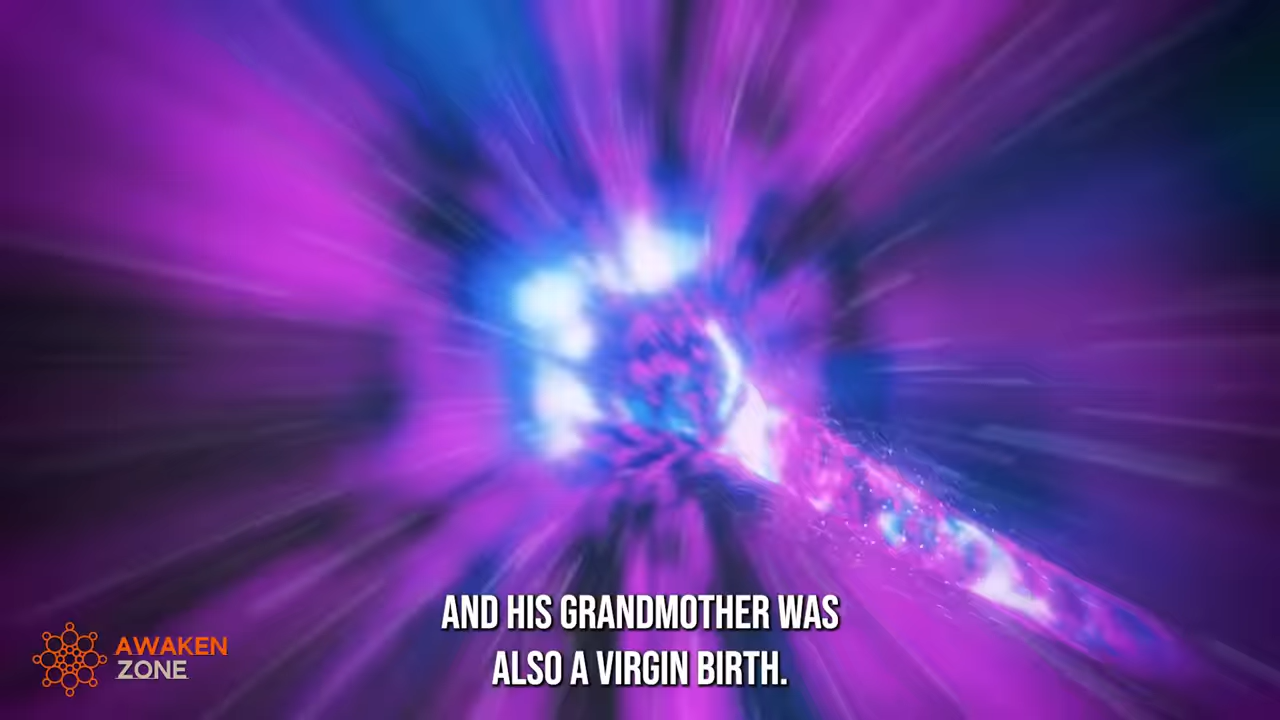 AND HIS GRANDMOTHER WAS
ALSO A VIRGIN BIRTH.
AWAKEN
ZONE